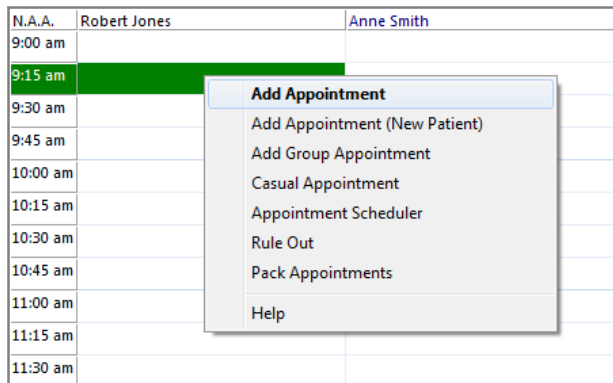 N.A.A. Robert Jones Anne Smith
9:00 am
9:15 am
Add Appointment
9:30 am
Add Appointment (New Patient)
9:45 am
Add Group Appointment
10:00 am
Casual Appointment
10:15 am
Appointment Scheduler
10:30 am
Rule Out
10:45 am
Pack Appointments
11:00 am
Help
11:15 am
11:30 am